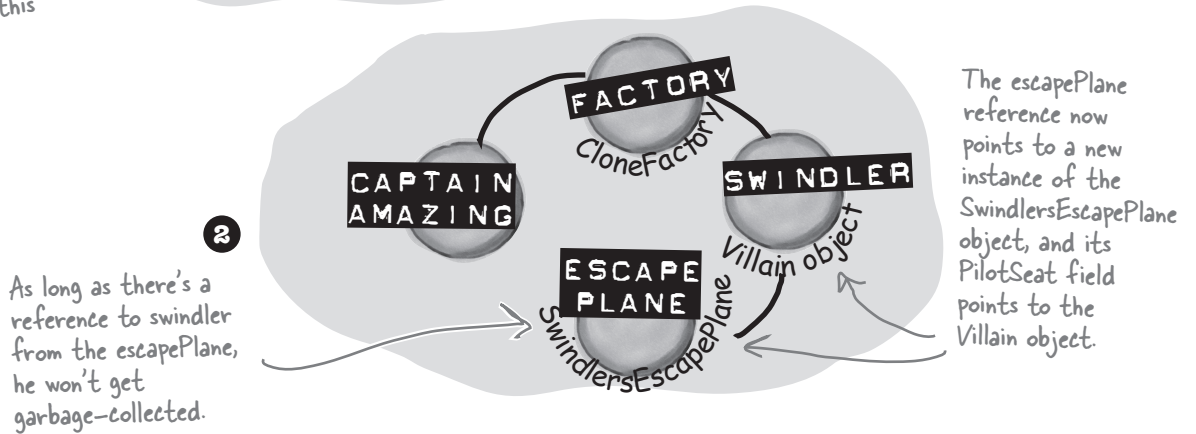 this
FACTORY
CloneFactory
CAPTAIN
AMAZING
SWINDLER
Villain object
ESCAPE
PLANE
SwindlersEscapePlane
2
As long as there's a
reference to swindler
from the escapePlane,
he won't get
garbage-collected.
The escapePlane
reference now
points to a new
instance of the
SwindlersEscapePlane
object, and its
PilotSeat field
points to the
Villain object.